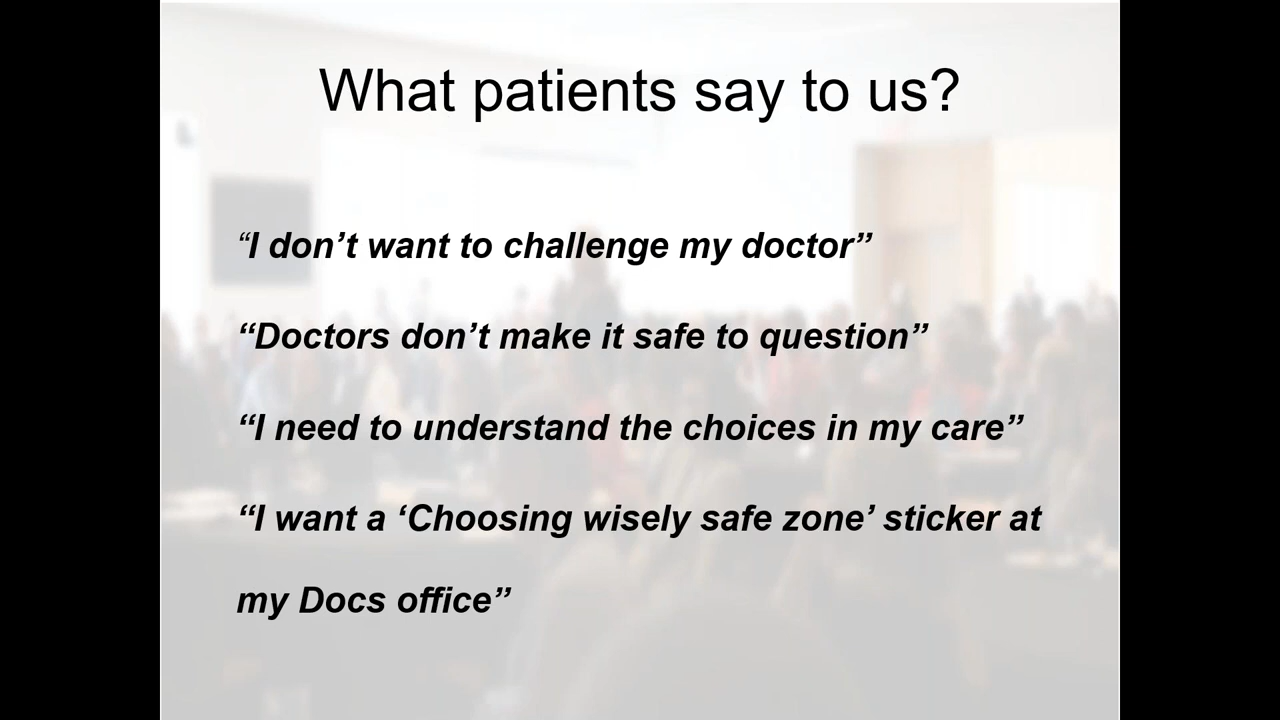 What patients say to us?
“I don’t want to challenge my doctor”
“Doctors don’t make it safe to question”
“I need to understand the choices in my care”
“I want a ‘Choosing wisely safe zone’ sticker at
my Docs office”